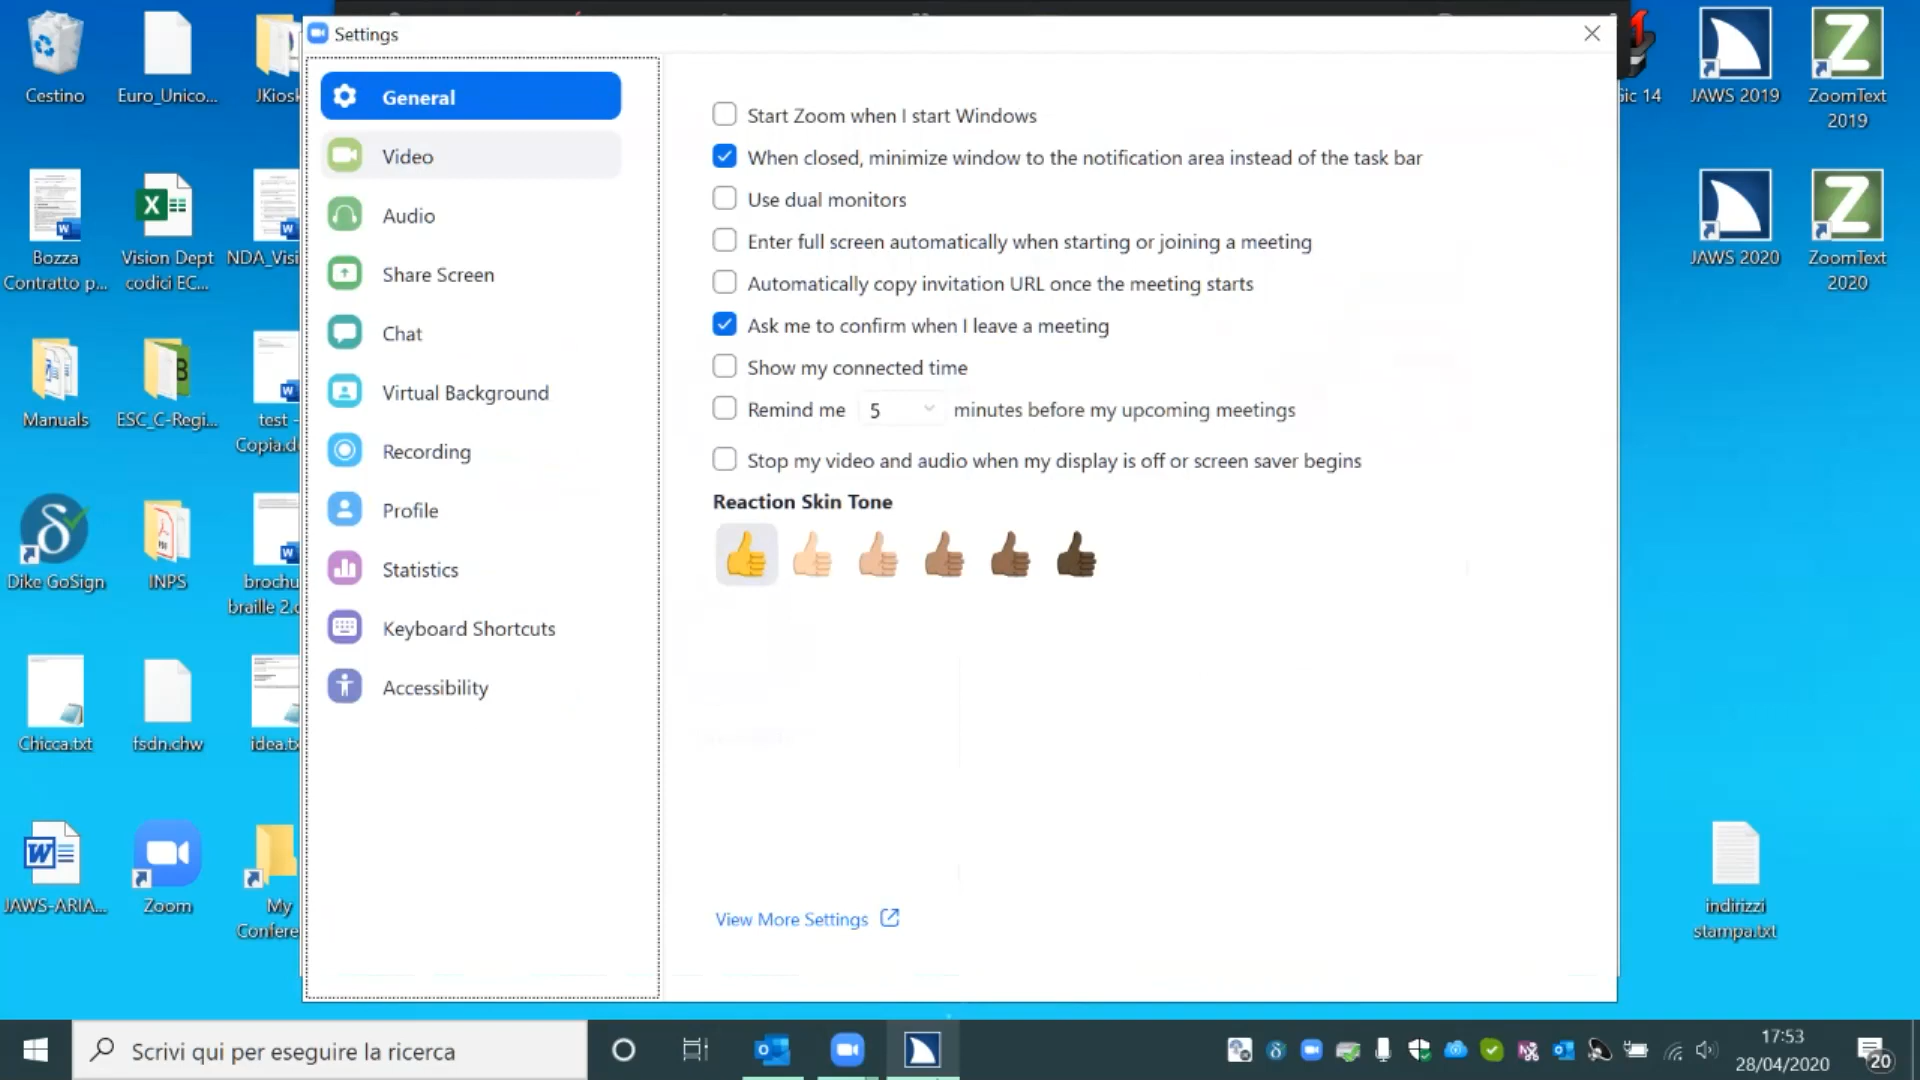 Settings
General
Video
Audio
Share Screen
Chat
Virtual Background
Recording
Profile
Statistics
Keyboard Shortcuts
Accessibility
Start Zoom when I start Windows
When closed, minimize window to the notification area instead of the task bar
Use dual monitors
Enter full screen automatically when starting or joining a meeting
Automatically copy invitation URL once the meeting starts
Ask me to confirm when I leave a meeting
Show my connected time
Remind me 5 minutes before my upcoming meetings
Stop my video and audio when my display is off or screen saver begins
Reaction Skin Tone
View More Settings
Cestino
Euro_Unico...
JKiosk
Bozza
Contratto p...
Vision Dept
codici EC...
NDA_Visi
Manuals
ESC_C-Regi...
test -
Copia.d
Dike GoSign
INPS
brochu
braille 2.
Chicca.txt
fsdn.chw
idea.tx
JAWS-ARIA...
Zoom
My
Confere
ic 14
JAWS 2019
ZoomText
2019
JAWS 2020
ZoomText
2020
indirizzi
stampa.txt
Scrivi qui per eseguire la ricerca
17:53
28/04/2020
20